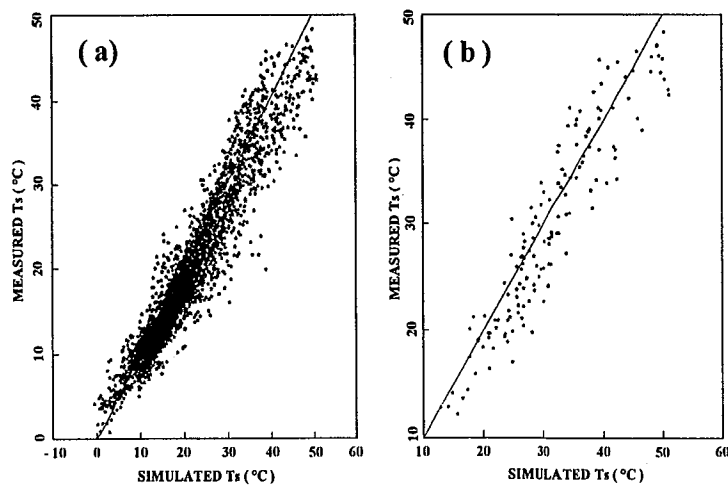 (a)
MEASURED Ts (°C)
50
40
30
20
10
0
-10 0 10 20 30 40 50 60
SIMULATED Ts (°C)
(b)
MEASURED Ts (°C)
50
40
30
20
10
10 20 30 40 50 60
SIMULATED Ts (°C)